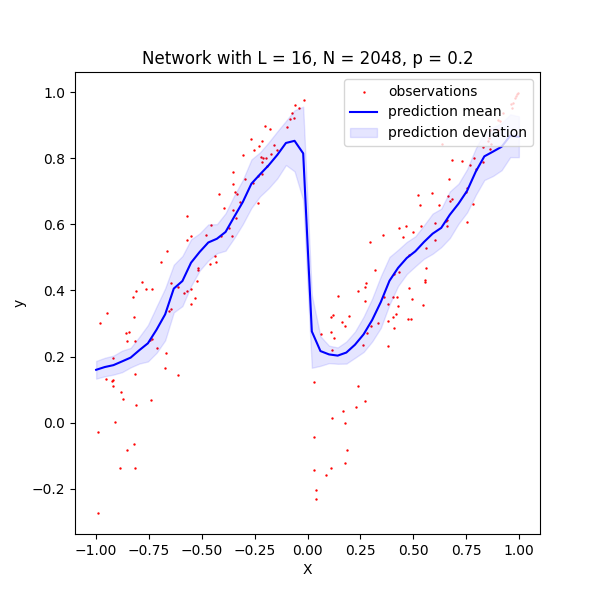 Network with L = 16, N = 2048, p = 0.2
observations
prediction mean
prediction deviation
1.0
0.8
0.6
0.4
0.2
0.0
−0.2
y
−1.00 −0.75 −0.50 −0.25 0.00 0.25 0.50 0.75 1.00
X